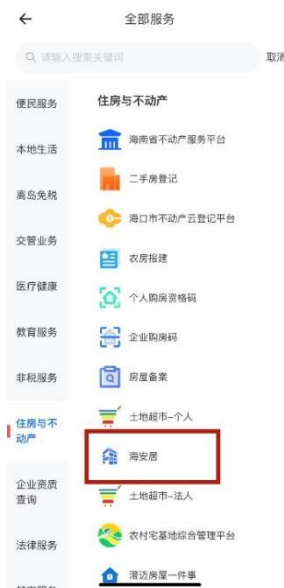 全部服务
请输入搜索关键词
取消
便民服务
本地生活
离岛免税
交管业务
医疗健康
教育服务
非税服务
住房与不
动产
企业资质
查询
法律服务
住房与不动产
海南省不动产服务平台
二手房登记
海口市不动产云登记平台
农房报建
个人购房资格码
企业购房码
房屋备案
土地超市-个人
海安居
土地超市-法人
农村宅基地综合管理平台
澄迈房屋一件事